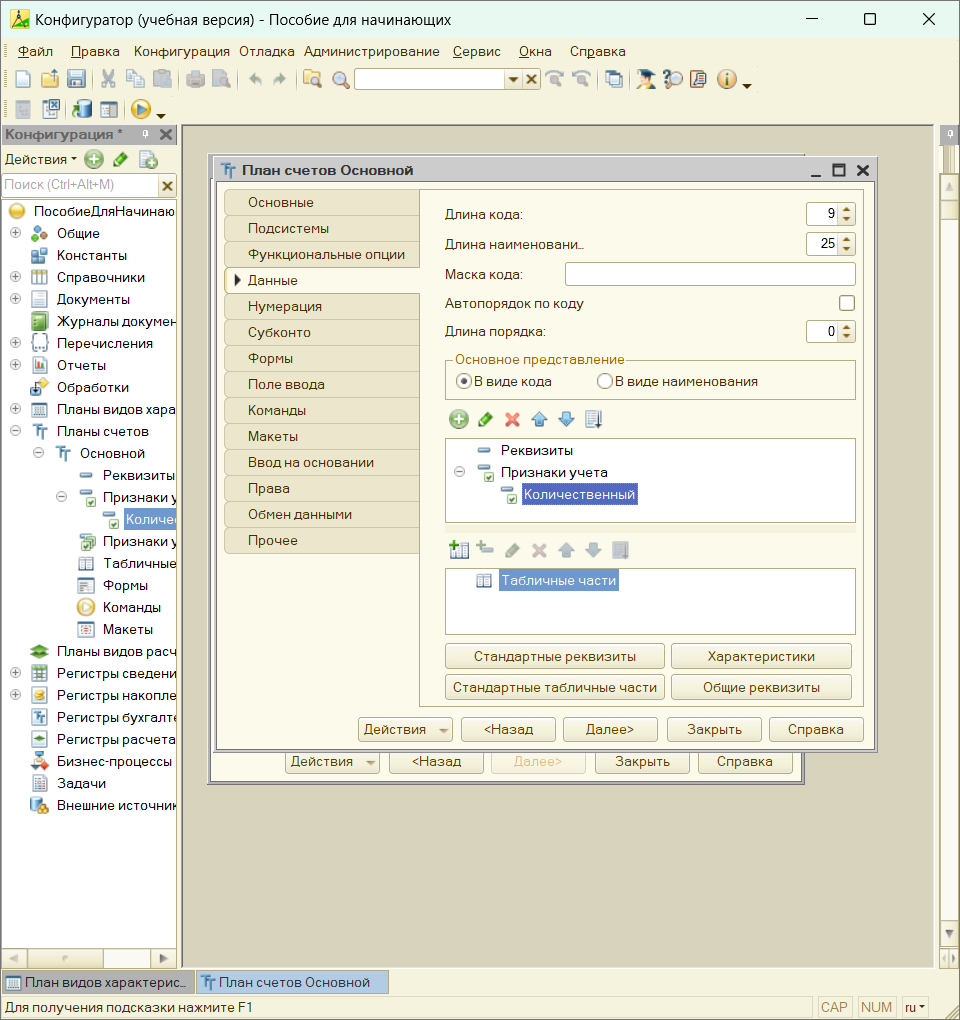 Конфигуратор (учебная версия) - Пособие для начинающих
Файл Правка Конфигурация Отладка Администрирование Сервис Окна Справка
Конфигурация *
Действия
Поиск (Ctrl+Alt+M)
ПособиеДляНачинаю
Общие
Константы
Справочники
Документы
Журналы докумен
Перечисления
Отчеты
Обработки
Планы видов хара
Планы счетов
Основной
Реквизиты
Признаки у
Количес
Признаки у
Табличные
Формы
Команды
Макеты
Планы видов расч
Регистры сведени
Регистры накопле
Регистры бухгалте
Регистры расчета
Бизнес-процессы
Задачи
Внешние источник
План счетов Основной
Основные
Подсистемы
Функциональные опции
Данные
Нумерация
Субконто
Формы
Поле ввода
Команды
Макеты
Ввод на основании
Права
Обмен данными
Прочее
Длина кода: 9
Длина наименовани... 25
Маска кода:
Автопорядок по коду
Длина порядка: 0
Основное представление
В виде кода В виде наименования
Реквизиты
Признаки учета
Количественный
Табличные части
Стандартные реквизиты Характеристики
Стандартные табличные части Общие реквизиты
Действия <Назад Далее> Закрыть Справка
Действия <Назад Далее> Закрыть Справка
План видов характерис... План счетов Основной
Для получения подсказки нажмите F1 CAP NUM ru